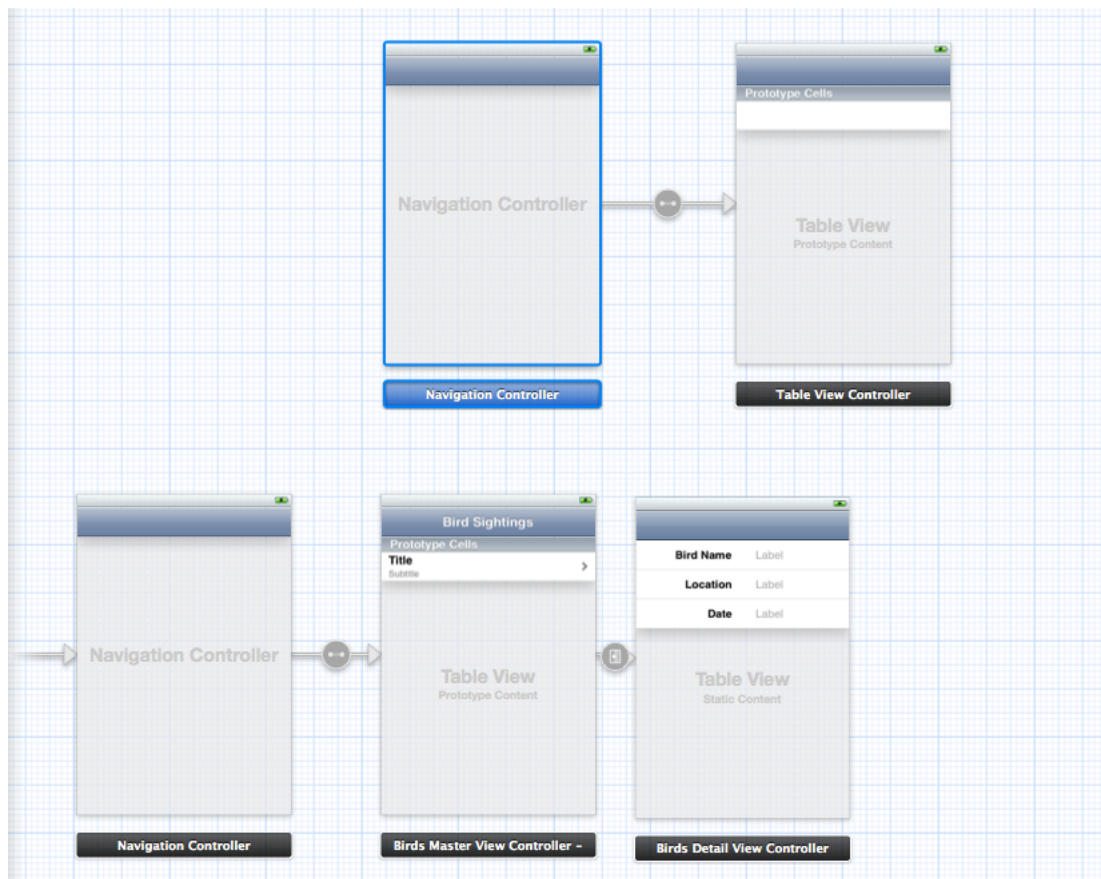 Prototype Cells
Navigation Controller
Table View
Prototype Content
Navigation Controller
Table View Controller
Bird Sightings
Prototype Cells
Title
Subtitle
Bird Name Label
Location Label
Date Label
Navigation Controller
Table View
Prototype Content
Table View
Static Content
Navigation Controller
Birds Master View Controller –
Birds Detail View Controller